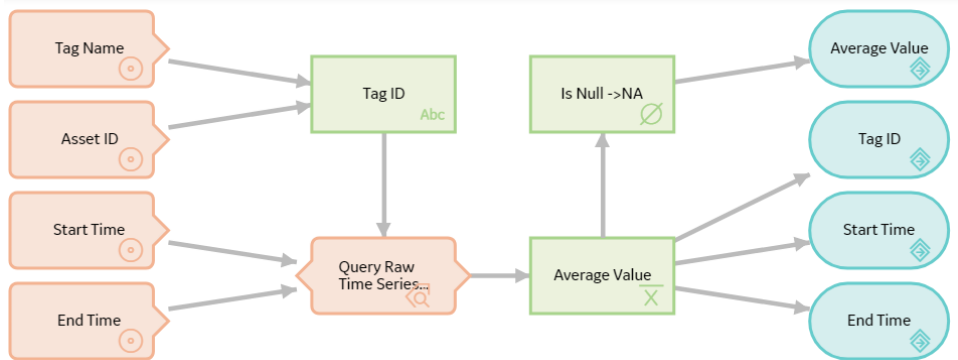 Tag Name
Asset ID
Start Time
End Time
Tag ID
Abc
Query Raw
Time Series...
Is Null ->NA
Average Value
X
Average Value
Tag ID
Start Time
End Time